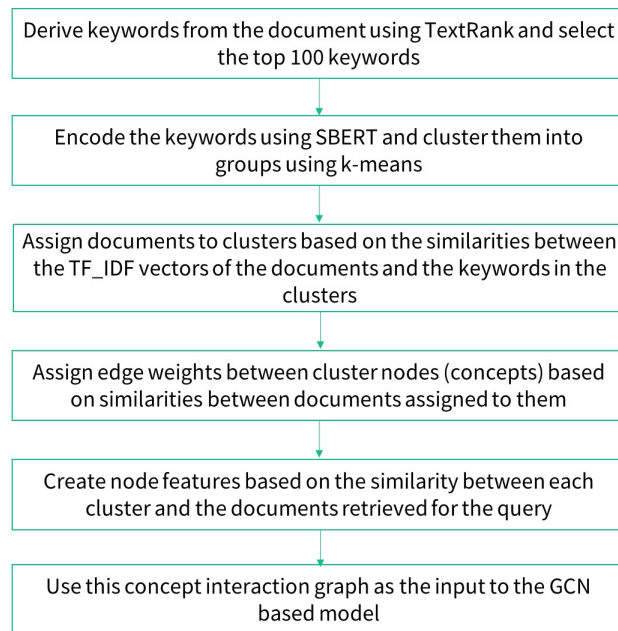 Derive keywords from the document using TextRank and select
the top 100 keywords
Encode the keywords using SBERT and cluster them into
groups using k-means
Assign documents to clusters based on the similarities between
the TF_IDF vectors of the documents and the keywords in the
clusters
Assign edge weights between cluster nodes (concepts) based
on similarities between documents assigned to them
Create node features based on the similarity between each
cluster and the documents retrieved for the query
Use this concept interaction graph as the input to the GCN
based model